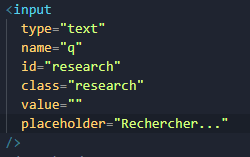 <input
type="text"
name="q"
id="research"
class="research"
value=""
placeholder="Rechercher..."
/>